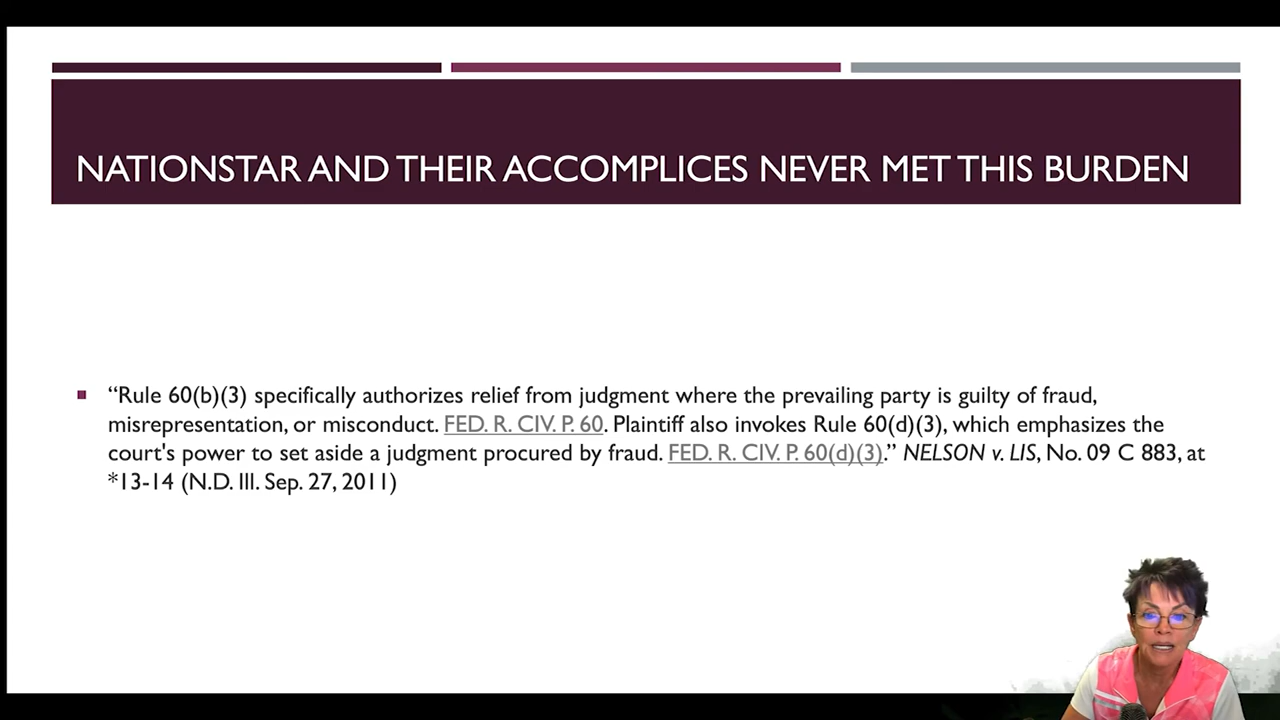 NATIONSTAR AND THEIR ACCOMPLICES NEVER MET THIS BURDEN
“Rule 60(b)(3) specifically authorizes relief from judgment where the prevailing party is guilty of fraud,
misrepresentation, or misconduct. FED. R. CIV. P. 60. Plaintiff also invokes Rule 60(d)(3), which emphasizes the
court's power to set aside a judgment procured by fraud. FED. R. CIV. P. 60(d)(3).” NELSON v. LIS, No. 09 C 883, at
*13-14 (N.D. Ill. Sep. 27, 2011)